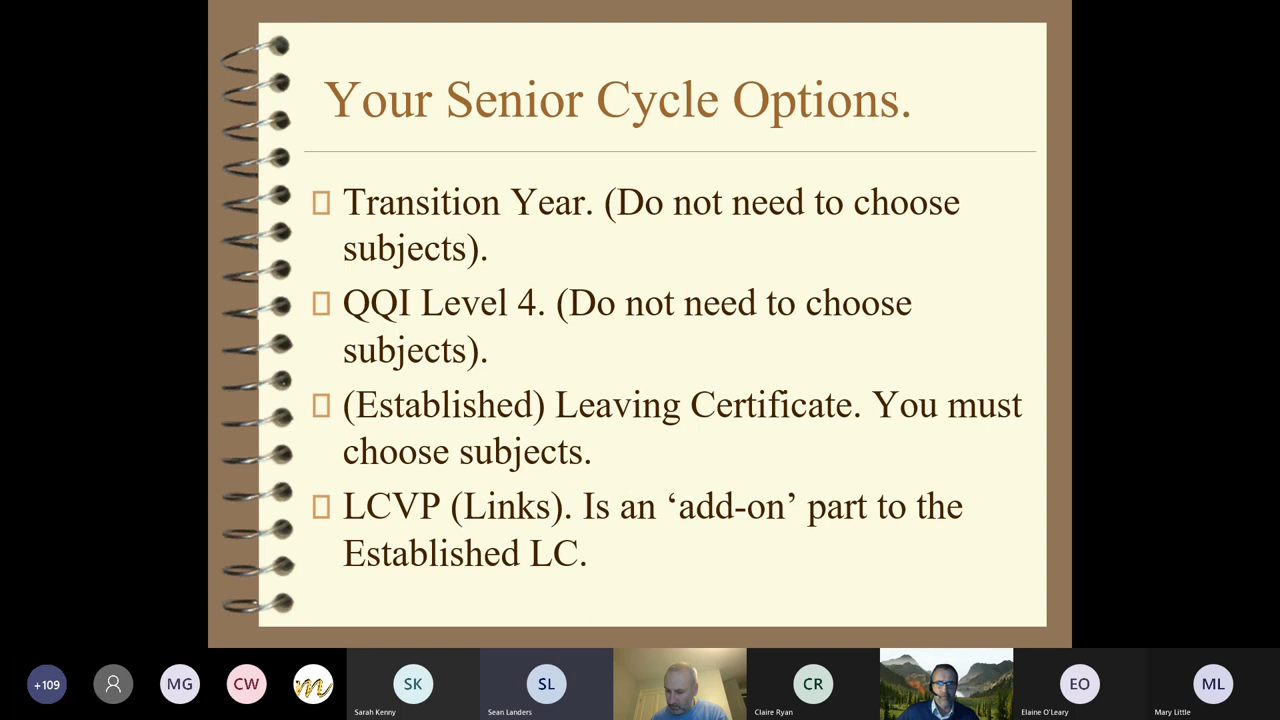 Your Senior Cycle Options.
Transition Year. (Do not need to choose
subjects).
QQI Level 4. (Do not need to choose
subjects).
(Established) Leaving Certificate. You must
choose subjects.
LCVP (Links). Is an ‘add-on’ part to the
Established LC.
+109
MG
CW
m
SK
Sarah Kenny
SL
Sean Landers
CR
Claire Ryan
EO
Elaine O'Leary
ML
Mary Little